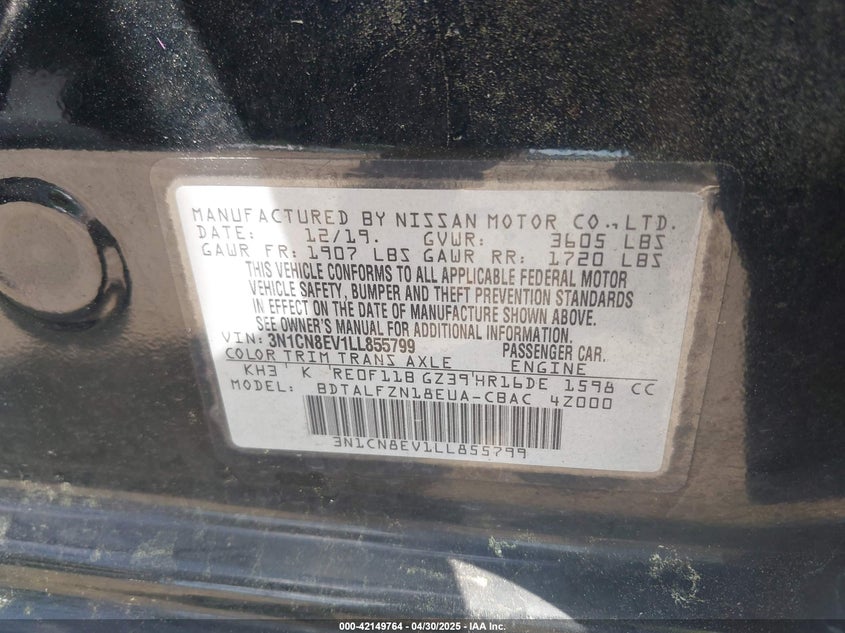 MANUFACTURED BY NISSAN MOTOR CO., LTD.
DATE: 12/19. GVWR: 3605 LBS
GAWR FR: 1907 LBS GAWR RR: 1720 LBS
THIS VEHICLE CONFORMS TO ALL APPLICABLE FEDERAL MOTOR
VEHICLE SAFETY, BUMPER AND THEFT PREVENTION STANDARDS
IN EFFECT ON THE DATE OF MANUFACTURE SHOWN ABOVE.
SEE OWNER'S MANUAL FOR ADDITIONAL INFORMATION.
VIN: 3N1CN8EV1LL855799 PASSENGER CAR.
COLOR TRIM TRANS AXLE ENGINE
KH3 K RE0F11B GZ39 HR16DE 1598 CC
MODEL: BDTALFZN18EUA-CBAC 4Z000
3N1CN8EV1LL855799
000-42149764 - 04/30/2025 - IAA Inc.